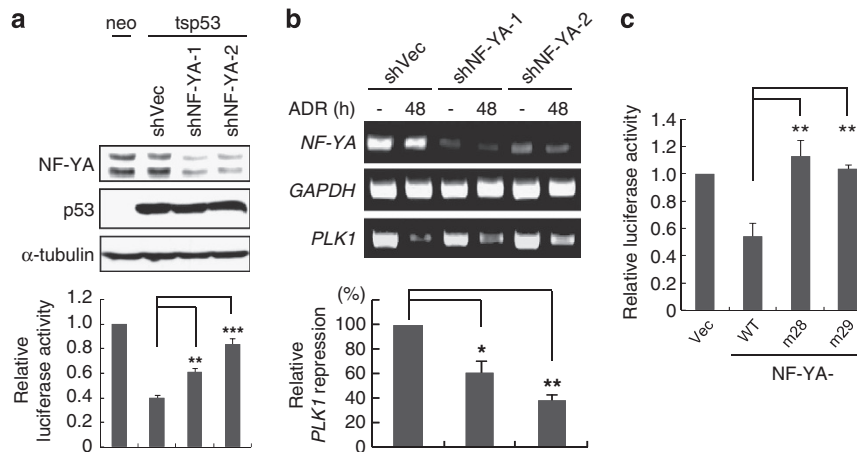 a
neo tsp53
shVec
shNF-YA-1
shNF-YA-2
NF-YA
p53
α-tubulin
Relative
luciferase activity
1.2
1.0
0.8
0.6
0.4
0.2
0
**
***
b
shVec
shNF-YA-1
shNF-YA-2
ADR (h) - 48 - 48 - 48
NF-YA
GAPDH
PLK1
(%)
Relative
PLK1 repression
100
80
60
40
20
0
*
**
c
Relative luciferase activity
1.4
1.2
1.0
0.8
0.6
0.4
0.2
0
**
**
Vec
WT
m28
m29
NF-YA-